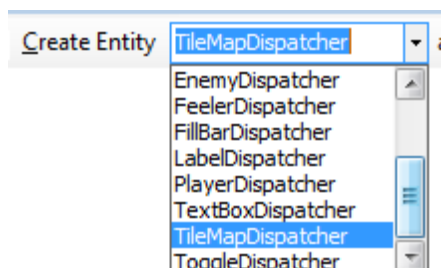 Create Entity TileMapDispatcher
EnemyDispatcher
FeelerDispatcher
FillBarDispatcher
LabelDispatcher
PlayerDispatcher
TextBoxDispatcher
TileMapDispatcher
ToggleDispatcher